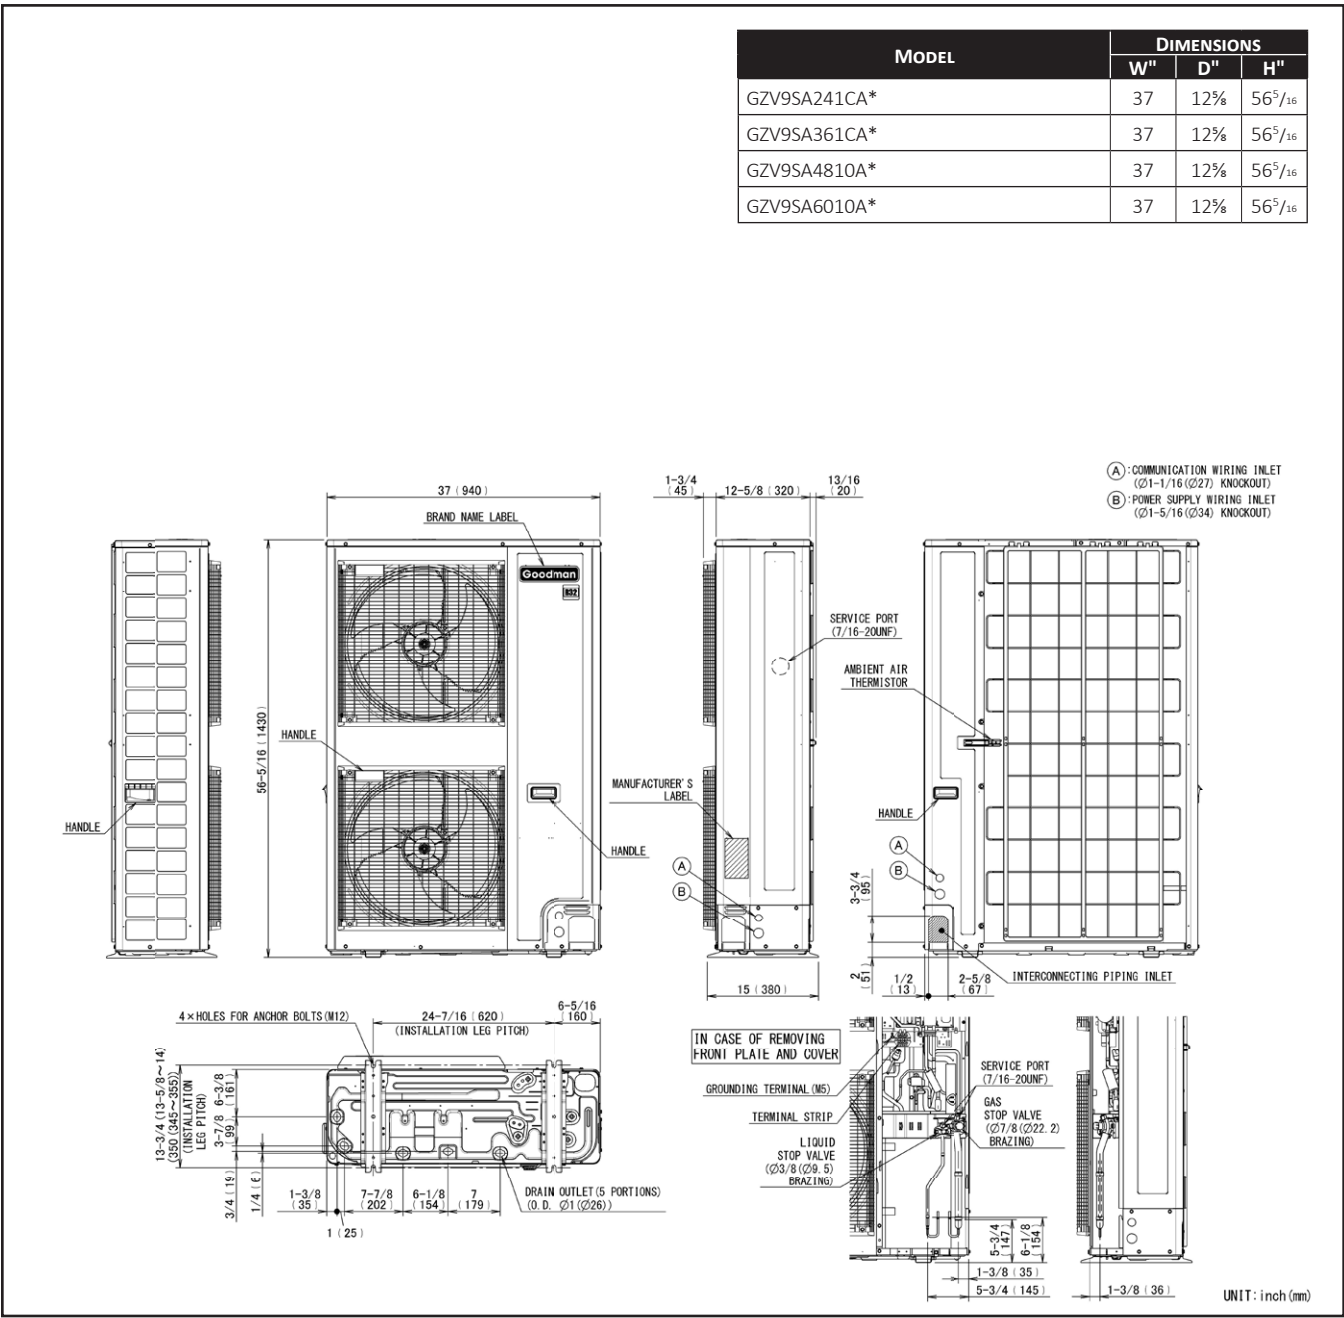 MODEL DIMENSIONS
W" D" H"
GZV9SA241CA* 37 12⅝ 56⁵/₁₆
GZV9SA361CA* 37 12⅝ 56⁵/₁₆
GZV9SA4810A* 37 12⅝ 56⁵/₁₆
GZV9SA6010A* 37 12⅝ 56⁵/₁₆
A :COMMUNICATION WIRING INLET
(Ø1-1/16(Ø27) KNOCKOUT)
B :POWER SUPPLY WIRING INLET
(Ø1-5/16(Ø34) KNOCKOUT)
37 (940)
BRAND NAME LABEL
Goodman
R32
56-5/16 (1430)
HANDLE
HANDLE
HANDLE
1-3/4
(45)
12-5/8 (320)
13/16
(20)
SERVICE PORT
(7/16-20UNF)
MANUFACTURER'S
LABEL
A
B
15 (380)
AMBIENT AIR
THERMISTOR
HANDLE
A
B
3-3/4
(95)
2
(51)
1/2
(13)
2-5/8
(67)
INTERCONNECTING PIPING INLET
4×HOLES FOR ANCHOR BOLTS(M12)
24-7/16 (620)
(INSTALLATION LEG PITCH)
6-5/16
(160)
13-3/4 (13-5/8~14)
(350 (345~355))
(INSTALLATION
LEG PITCH)
6-3/8
(161)
3-7/8
(99)
3/4 (19)
1/4 (6)
1-3/8
(35)
1 (25)
7-7/8
(202)
6-1/8
(154)
7
(179)
DRAIN OUTLET(5 PORTIONS)
(O.D. Ø1(Ø26))
IN CASE OF REMOVING
FRONT PLATE AND COVER
GROUNDING TERMINAL(M5)
TERMINAL STRIP
LIQUID
STOP VALVE
(Ø3/8(Ø9.5)
BRAZING)
SERVICE PORT
(7/16-20UNF)
GAS
STOP VALVE
(Ø7/8(Ø22.2)
BRAZING)
5-3/4
(147)
6-1/8
(154)
1-3/8 (35)
5-3/4 (145)
1-3/8 (36)
UNIT:inch(mm)